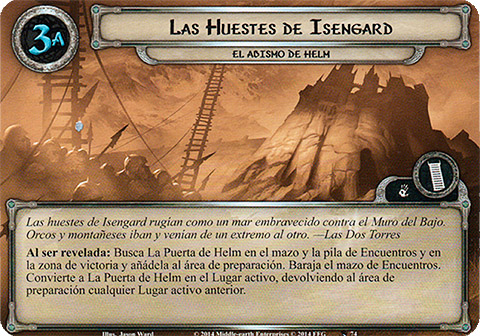 3A
Las Huestes de Isengard
El Abismo de Helm
Las huestes de Isengard rugían como un mar embravecido contra el Muro del Bajo.
Orcos y montañeses iban y venían de un extremo al otro. —Las Dos Torres
Al ser revelada: Busca La Puerta de Helm en el mazo y la pila de Encuentros y en
la zona de victoria y añádela al área de preparación. Baraja el mazo de Encuentros.
Convierte a La Puerta de Helm en el Lugar activo, devolviendo al área de
preparación cualquier Lugar activo anterior.
Illus. Jason Ward
© 2014 Middle-earth Enterprises © 2014 FFG
74